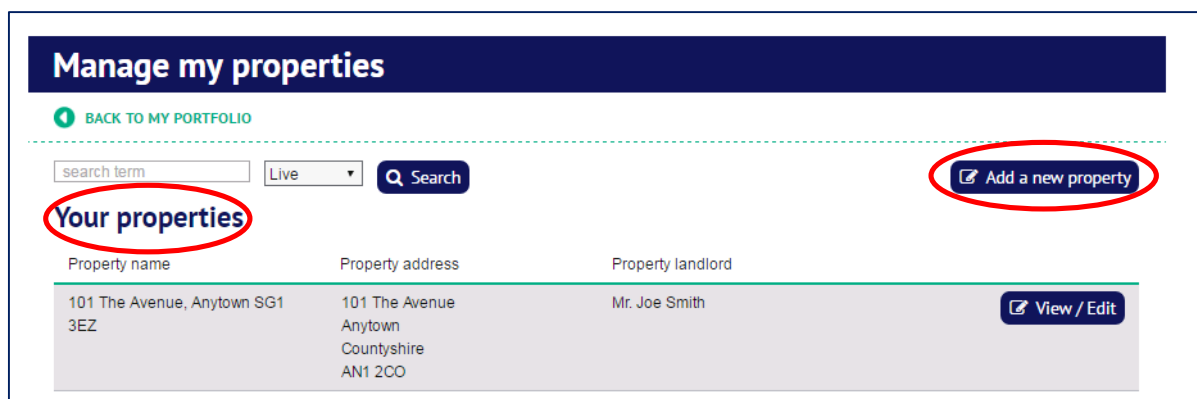 Manage my properties
BACK TO MY PORTFOLIO
search term Live Search Add a new property
Your properties
Property name Property address Property landlord
101 The Avenue, Anytown SG1 101 The Avenue Mr. Joe Smith View / Edit
3EZ Anytown
Countyshire
AN1 2CO